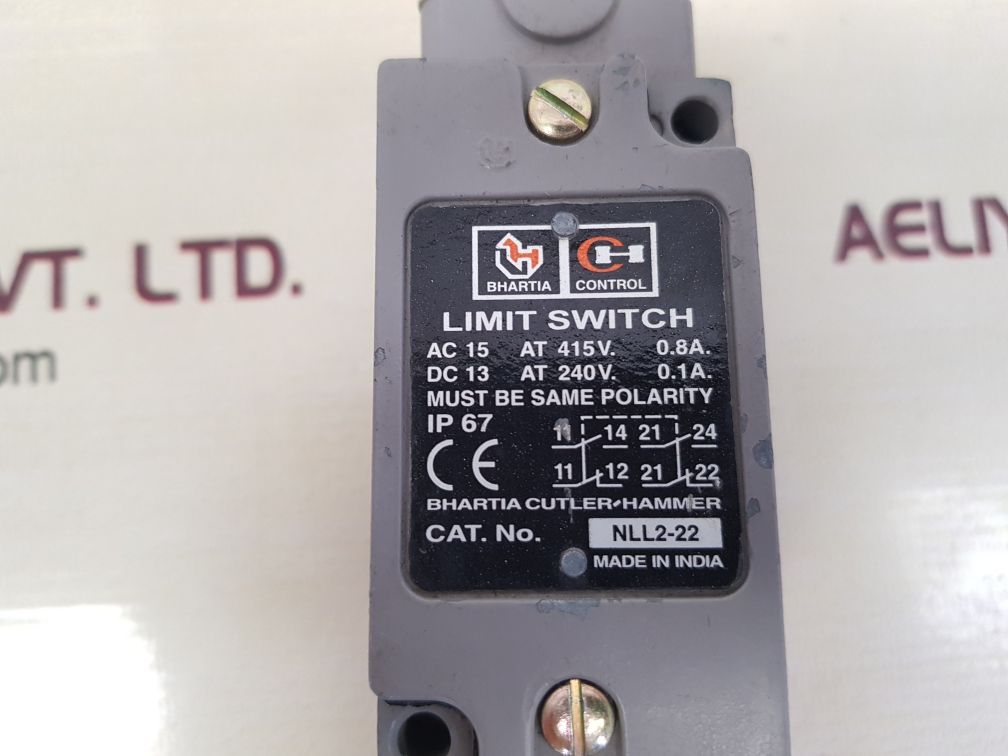 VT. LTD.
om
AELIY
BHARTIA CONTROL
LIMIT SWITCH
AC 15 AT 415V. 0.8A.
DC 13 AT 240V. 0.1A.
MUST BE SAME POLARITY
IP 67
11 14 21 24
CE
11 12 21 22
BHARTIA CUTLER-HAMMER
CAT. No. NLL2-22
MADE IN INDIA